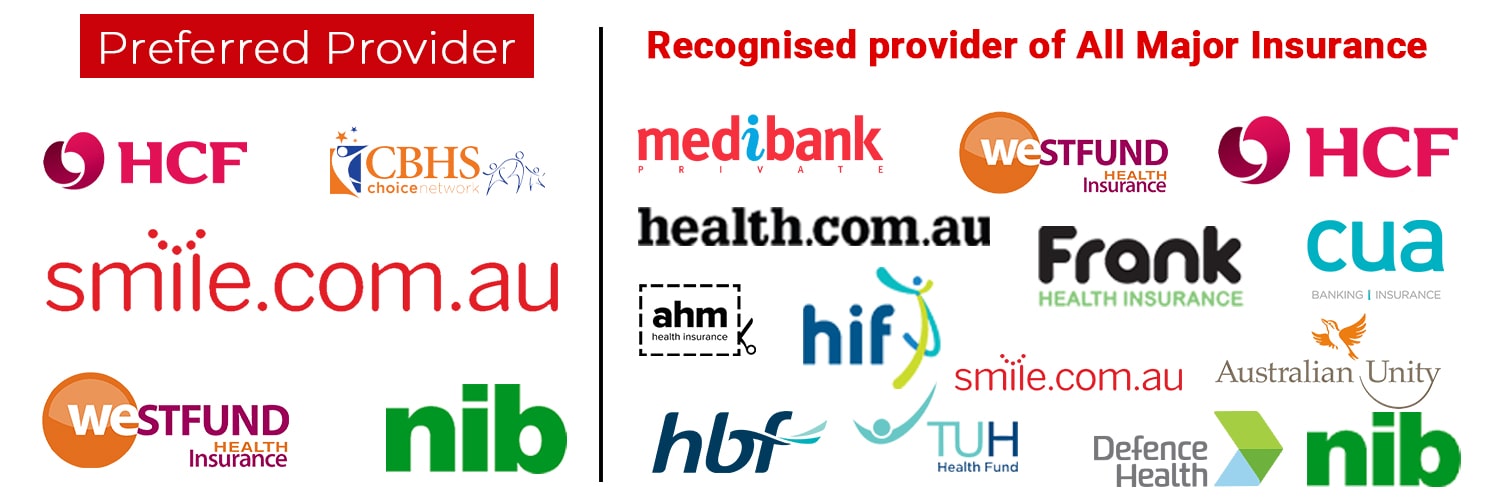 Preferred Provider
HCF
CBHS
choicenetwork
smile.com.au
weSTFUND
HEALTH
Insurance
nib
Recognised provider of All Major Insurance
medibank
PRIVATE
weSTFUND
HEALTH
Insurance
HCF
health.com.au
Frank
HEALTH INSURANCE
cua
BANKING | INSURANCE
ahm
health insurance
hif
smile.com.au
Australian Unity
hbf
TUH
Health Fund
Defence
Health
nib